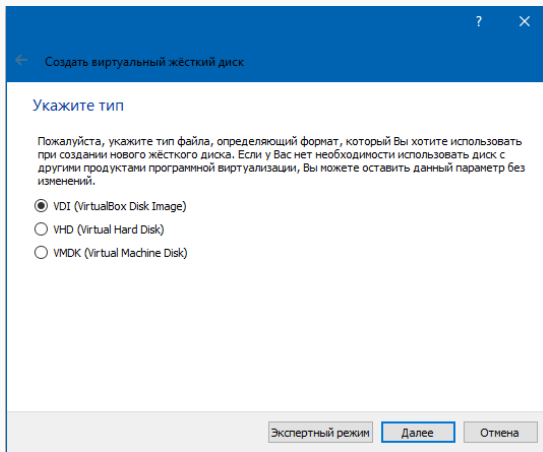 ?
Создать виртуальный жёсткий диск
Укажите тип
Пожалуйста, укажите тип файла, определяющий формат, который Вы хотите использовать
при создании нового жёсткого диска. Если у Вас нет необходимости использовать диск с
другими продуктами программной виртуализации, Вы можете оставить данный параметр без
изменений.
VDI (VirtualBox Disk Image)
VHD (Virtual Hard Disk)
VMDK (Virtual Machine Disk)
Экспертный режим Далее Отмена